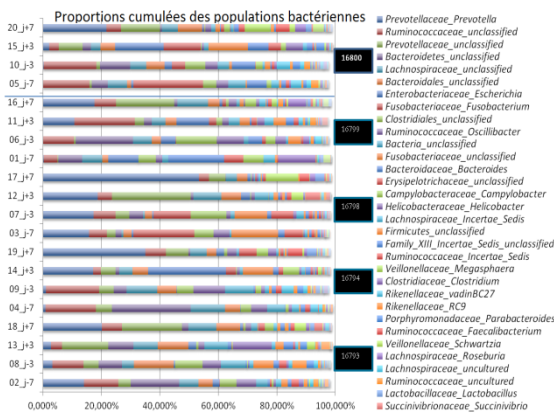 Proportions cumulées des populations bactériennes
20_j+7
15_j+3
10_j-3
05_j-7
16_j+7
11_j+3
06_j-3
01_j-7
17_j+7
12_j+3
07_j-3
03_j-7
19_j+7
14_j+3
09_j-3
04_j-7
18_j+7
13_j+3
08_j-3
02_j-7
0,000%
20,000%
40,000%
60,000%
80,000%
100,000%
16800
16799
16798
16794
16793
Prevotellaceae_Prevotella
Ruminococcaceae_unclassified
Prevotellaceae_unclassified
Bacteroidetes_unclassified
Lachnospiraceae_unclassified
Bacteroidales_unclassified
Enterobacteriaceae_Escherichia
Fusobacteriaceae_Fusobacterium
Clostridiales_unclassified
Ruminococcaceae_Oscillibacter
Bacteria_unclassified
Fusobacteriaceae_unclassified
Bacteroidaceae_Bacteroides
Erysipelotrichaceae_unclassified
Campylobacteraceae_Campylobacter
Helicobacteraceae_Helicobacter
Lachnospiraceae_Incertae_Sedis
Firmicutes_unclassified
Family_XIII_Incertae_Sedis_unclassified
Ruminococcaceae_Incertae_Sedis
Veillonellaceae_Megasphaera
Clostridiaceae_Clostridium
Rikenellaceae_vadinBC27
Rikenellaceae_RC9
Porphyromonadaceae_Parabacteroides
Ruminococcaceae_Faecalibacterium
Veillonellaceae_Schwartzia
Lachnospiraceae_Roseburia
Lachnospiraceae_uncultured
Ruminococcaceae_uncultured
Lactobacillaceae_Lactobacillus
Succinivibrionaceae_Succinivibrio